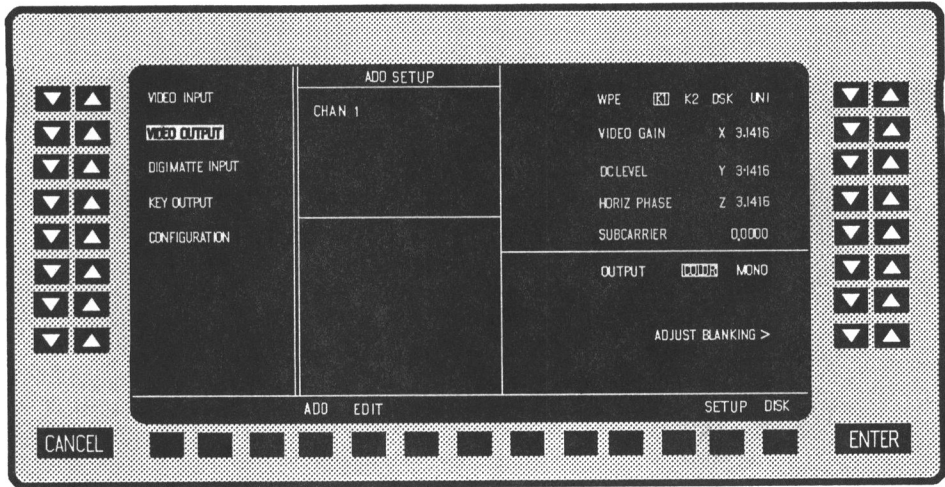 ADD SETUP
VIDEO INPUT
CHAN 1
WPE K1 K2 DSK UNI
VIDEO OUTPUT
VIDEO GAIN X 3.1416
DIGIMATTE INPUT
DC LEVEL Y 3.1416
KEY OUTPUT
HORIZ PHASE Z 3.1416
CONFIGURATION
SUBCARRIER 0.0000
OUTPUT COLOR MONO
ADJUST BLANKING >
ADD EDIT SETUP DISK
CANCEL ENTER